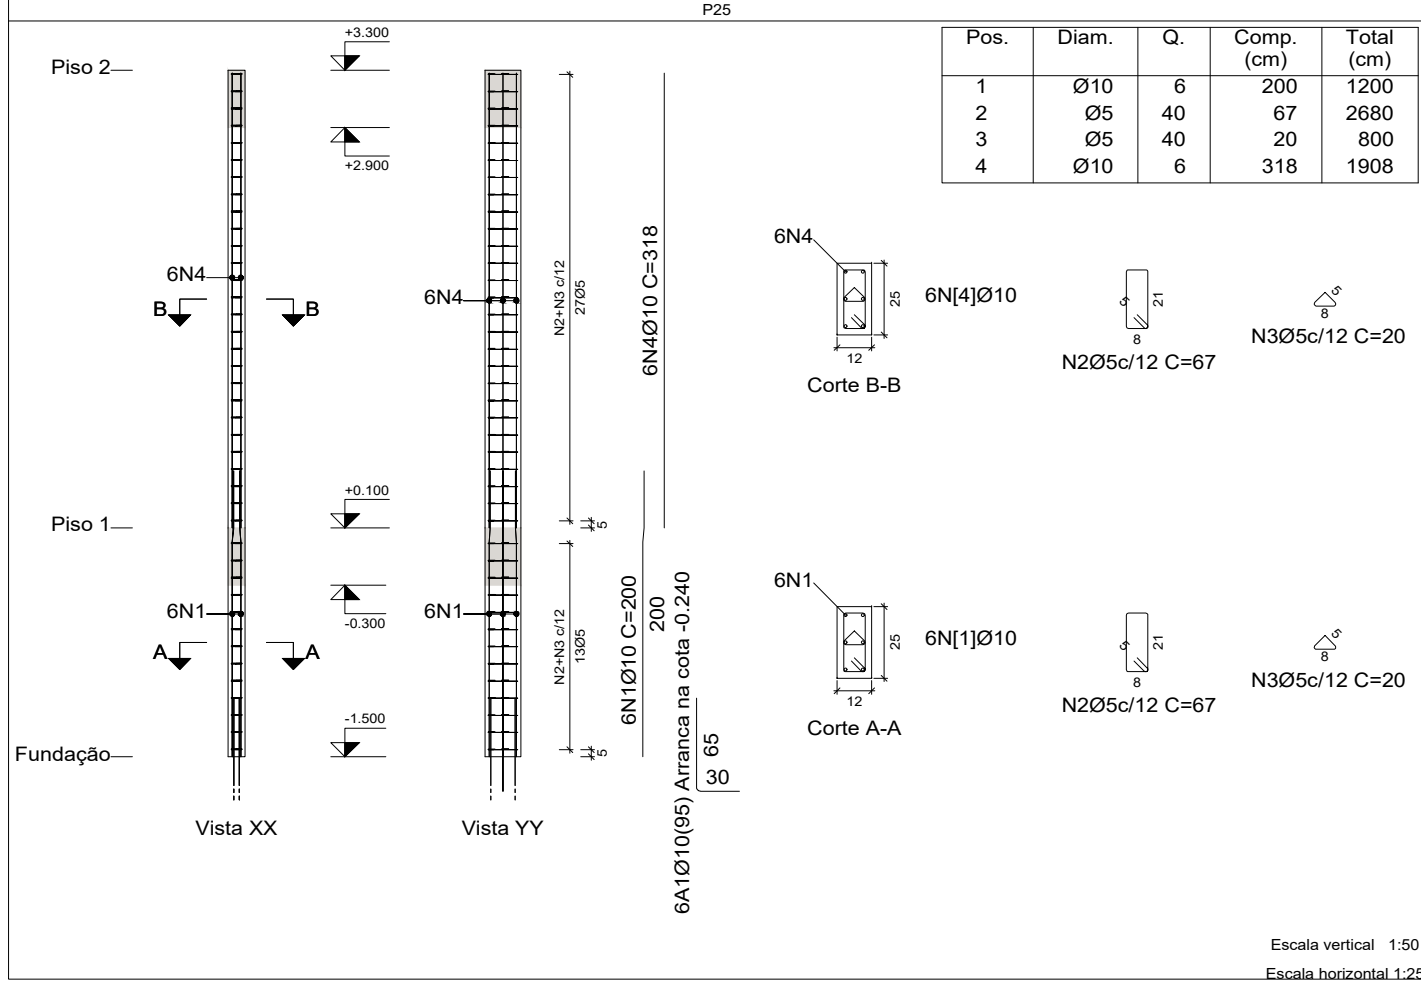 P25
Pos. Diam. Q. Comp. (cm) Total (cm)
1 Ø10 6 200 1200
2 Ø5 40 67 2680
3 Ø5 40 20 800
4 Ø10 6 318 1908
Piso 2
+3.300
+2.900
6N4
B B
6N4
N2+N3 c/12
27Ø5
6N4Ø10 C=318
Piso 1
+0.100
5
-0.300
6N1
A A
6N1
N2+N3 c/12
13Ø5
6N1Ø10 C=200
200
Fundação
-1.500
5
6A1Ø10(95) Arranca na cota -0.240
65
30
Vista XX
Vista YY
6N4
25
12
6N[4]Ø10
Corte B-B
5
21
8
N2Ø5c/12 C=67
5
8
N3Ø5c/12 C=20
6N1
25
12
6N[1]Ø10
Corte A-A
5
21
8
N2Ø5c/12 C=67
5
8
N3Ø5c/12 C=20
Escala vertical 1:50
Escala horizontal 1:25